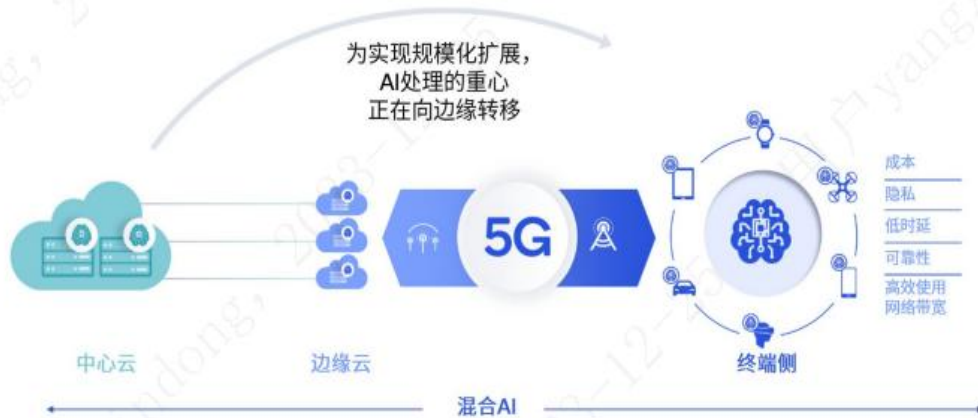 为实现规模化扩展，
AI处理的重心
正在向边缘转移
5G
成本
隐私
低时延
可靠性
高效使用
网络带宽
中心云
边缘云
终端侧
混合AI